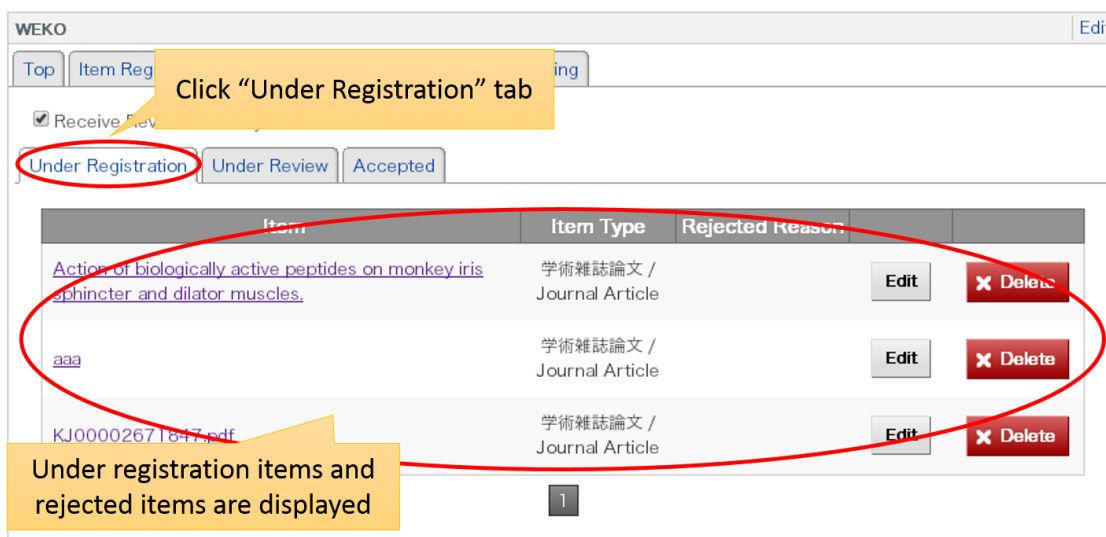 WEKO
Top
Item Reg
Click “Under Registration” tab
ing
Receive Rev
Under Registration
Under Review
Accepted
Item
Item Type
Rejected Reason
Action of biologically active peptides on monkey iris
sphincter and dilator muscles.
学術雑誌論文 /
Journal Article
Edit
Delete
aaa
学術雑誌論文 /
Journal Article
Edit
Delete
KJ00002671847.pdf
学術雑誌論文 /
Journal Article
Edit
Delete
Under registration items and
rejected items are displayed
1